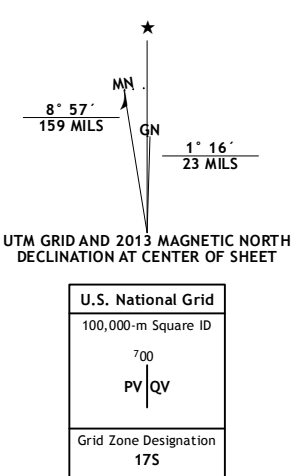 ★
MN
8° 57´
159 MILS
GN
1° 16´
23 MILS
UTM GRID AND 2013 MAGNETIC NORTH
DECLINATION AT CENTER OF SHEET
U.S. National Grid
100,000-m Square ID
⁷00
PV QV
Grid Zone Designation
17S